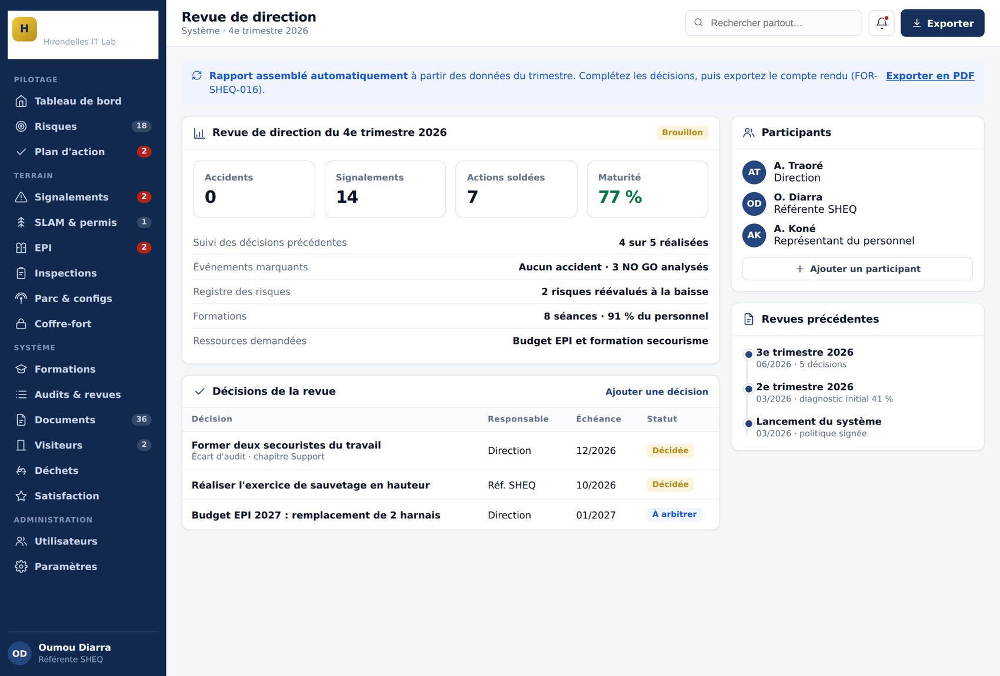 H
Hirondelles IT Lab
PILOTAGE
Tableau de bord
Risques 18
Plan d'action 2
TERRAIN
Signalements 2
SLAM & permis 1
EPI 2
Inspections
Parc & configs
Coffre-fort
SYSTÈME
Formations
Audits & revues
Documents 36
Visiteurs 2
Déchets
Satisfaction
ADMINISTRATION
Utilisateurs
Paramètres
OD
Oumou Diarra
Référente SHEQ
Revue de direction
Système · 4e trimestre 2026
Rechercher partout…
Exporter
Rapport assemblé automatiquement à partir des données du trimestre. Complétez les décisions, puis exportez le compte rendu (FOR-
SHEQ-016).
Exporter en PDF
Revue de direction du 4e trimestre 2026
Brouillon
Accidents
0
Signalements
14
Actions soldées
7
Maturité
77 %
Suivi des décisions précédentes 4 sur 5 réalisées
Événements marquants Aucun accident · 3 NO GO analysés
Registre des risques 2 risques réévalués à la baisse
Formations 8 séances · 91 % du personnel
Ressources demandées Budget EPI et formation secourisme
Décisions de la revue
Ajouter une décision
Décision Responsable Échéance Statut
Former deux secouristes du travail
Écart d'audit · chapitre Support
Direction 12/2026 Décidée
Réaliser l'exercice de sauvetage en hauteur Réf. SHEQ 10/2026 Décidée
Budget EPI 2027 : remplacement de 2 harnais Direction 01/2027 À arbitrer
Participants
AT
A. Traoré
Direction
OD
O. Diarra
Référente SHEQ
AK
A. Koné
Représentant du personnel
Ajouter un participant
Revues précédentes
3e trimestre 2026
06/2026 · 5 décisions
2e trimestre 2026
03/2026 · diagnostic initial 41 %
Lancement du système
03/2026 · politique signée